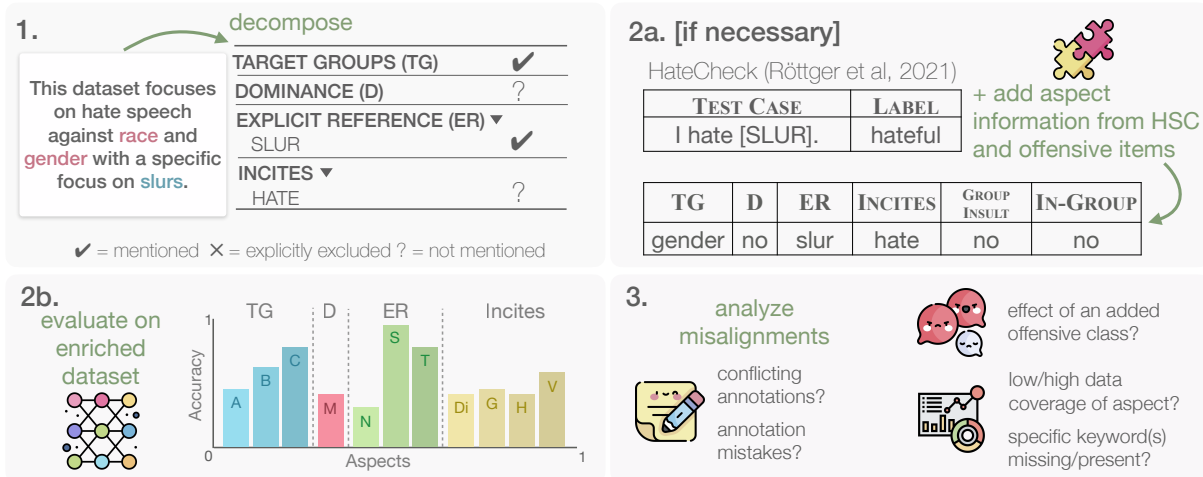 1.
decompose
This dataset focuses
on hate speech
against race and
gender with a specific
focus on slurs.
TARGET GROUPS (TG) ✔
DOMINANCE (D) ?
EXPLICIT REFERENCE (ER) ▼
SLUR ✔
INCITES ▼
HATE ?
✔ = mentioned ✕ = explicitly excluded ? = not mentioned
2a. [if necessary]
HateCheck (Röttger et al, 2021)
TEST CASE LABEL
I hate [SLUR]. hateful
+ add aspect
information from HSC
and offensive items
TG D ER INCITES GROUP INSULT IN-GROUP
gender no slur hate no no
2b.
evaluate on
enriched
dataset
TG D ER Incites
1
Accuracy
A B C M N S T Di G H V
0 Aspects 1
3.
analyze
misalignments
conflicting
annotations?
annotation
mistakes?
effect of an added
offensive class?
low/high data
coverage of aspect?
specific keyword(s)
missing/present?